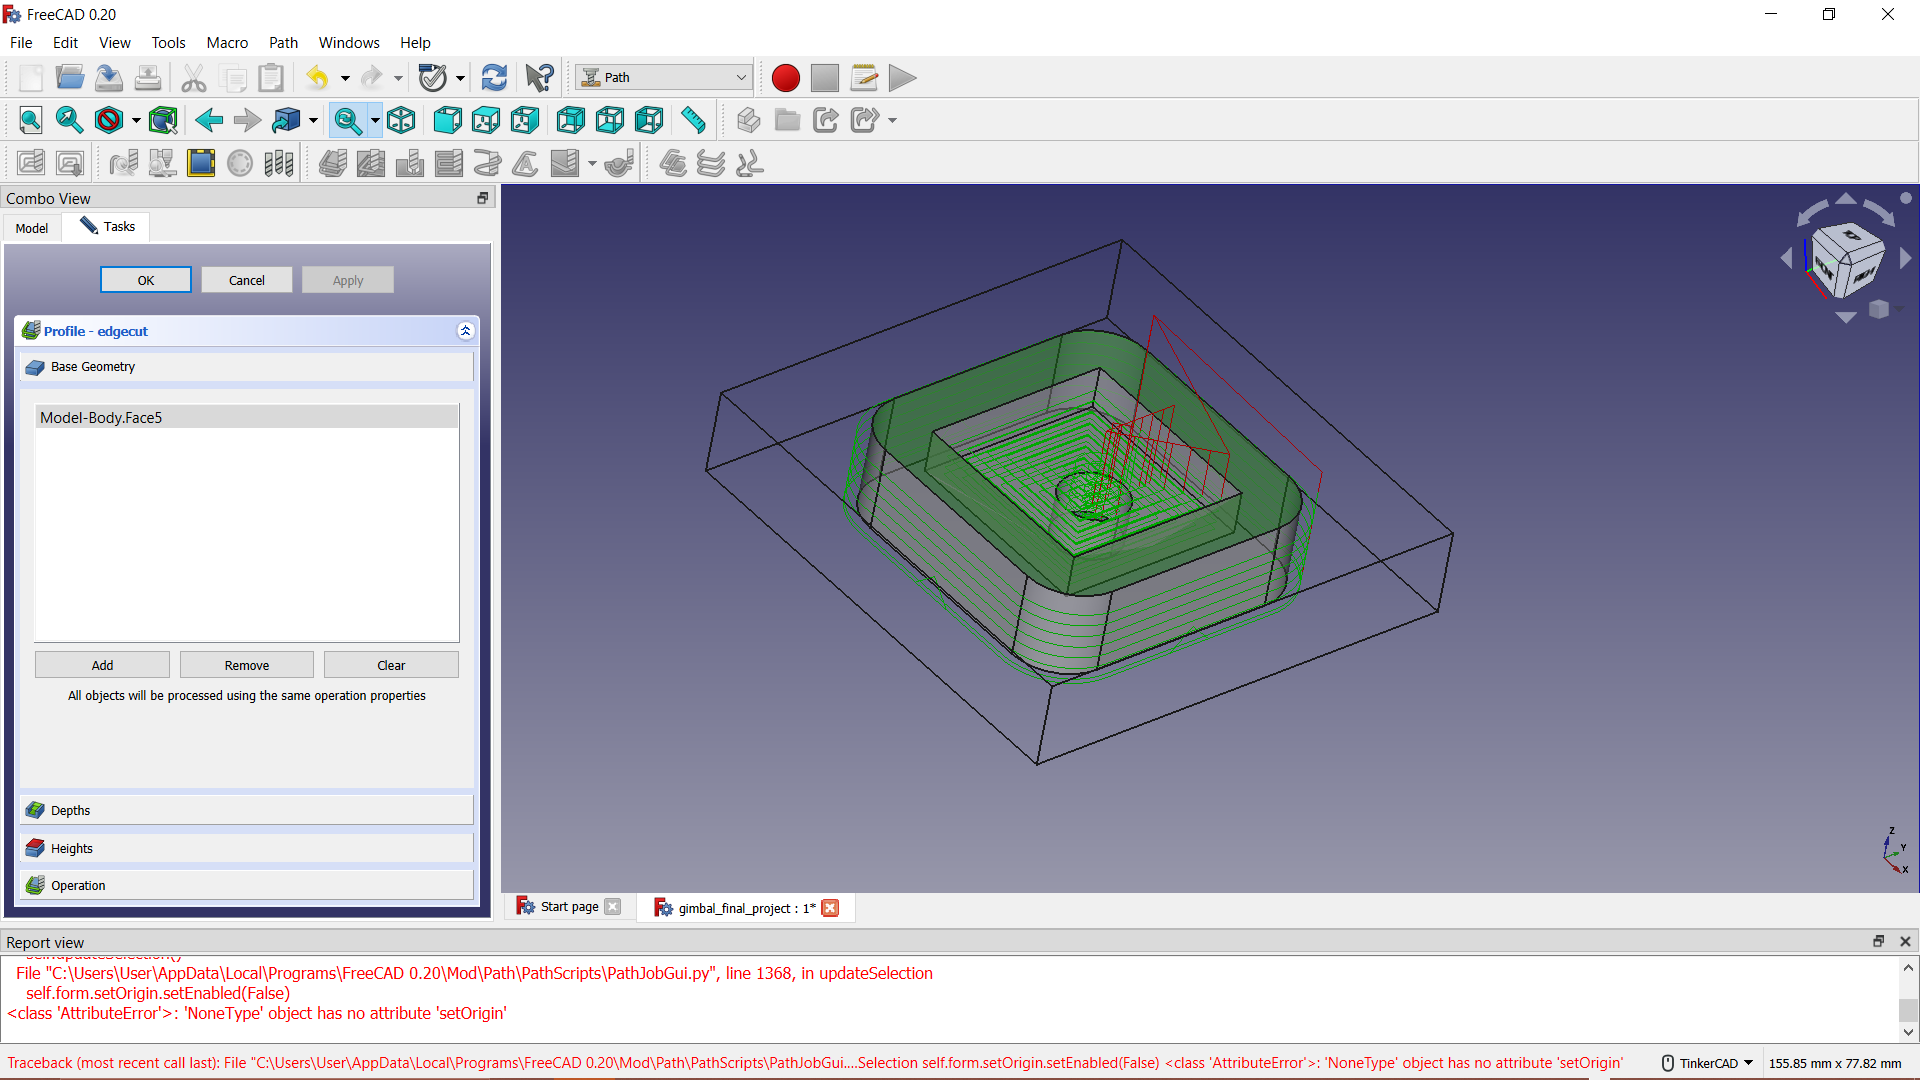 FreeCAD 0.20
File Edit View Tools Macro Path Windows Help
Path
Combo View
Model Tasks
OK Cancel Apply
Profile - edgecut
Base Geometry
Model-Body.Face5
Add Remove Clear
All objects will be processed using the same operation properties
Depths
Heights
Operation
Z
Y
X
Start page gimbal_final_project : 1*
Report view
self.updateSelection()
File "C:\Users\User\AppData\Local\Programs\FreeCAD 0.20\Mod\Path\PathScripts\PathJobGui.py", line 1368, in updateSelection
self.form.setOrigin.setEnabled(False)
<class 'AttributeError'>: 'NoneType' object has no attribute 'setOrigin'
Traceback (most recent call last): File "C:\Users\User\AppData\Local\Programs\FreeCAD 0.20\Mod\Path\PathScripts\PathJobGui....Selection self.form.setOrigin.setEnabled(False) <class 'AttributeError'>: 'NoneType' object has no attribute 'setOrigin' TinkerCAD 155.85 mm x 77.82 mm